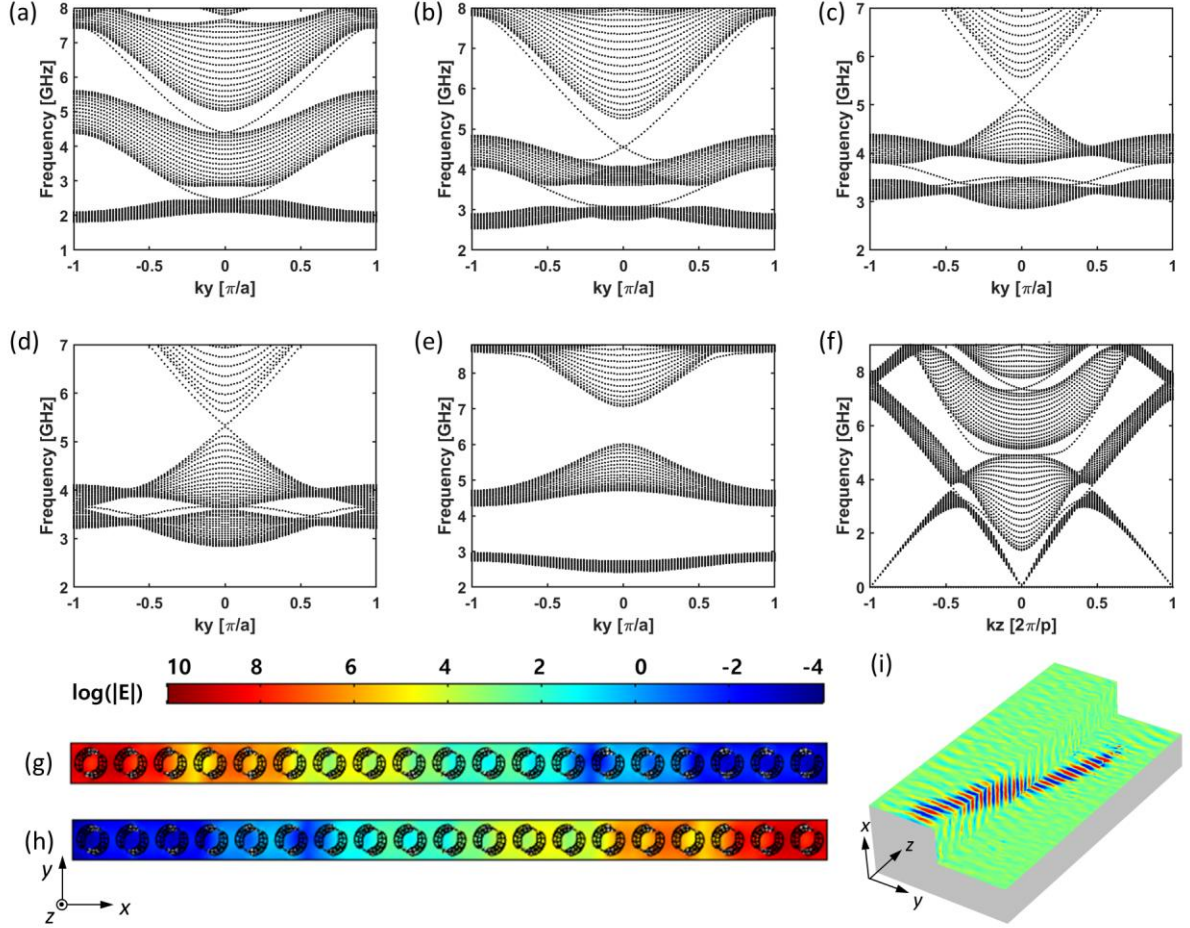 (a)
8
7
6
5
4
3
2
1
Frequency [GHz]
-1 -0.5 0 0.5 1
ky [π/a]
(b)
8
7
6
5
4
3
2
Frequency [GHz]
-1 -0.5 0 0.5 1
ky [π/a]
(c)
7
6
5
4
3
2
Frequency [GHz]
-1 -0.5 0 0.5 1
ky [π/a]
(d)
7
6
5
4
3
2
Frequency [GHz]
-1 -0.5 0 0.5 1
ky [π/a]
(e)
8
7
6
5
4
3
2
Frequency [GHz]
-1 -0.5 0 0.5 1
ky [π/a]
(f)
8
6
4
2
0
Frequency [GHz]
-1 -0.5 0 0.5 1
kz [2π/p]
10 8 6 4 2 0 -2 -4
log(|E|)
(g)
(h)
y
z x
(i)
x
z
y